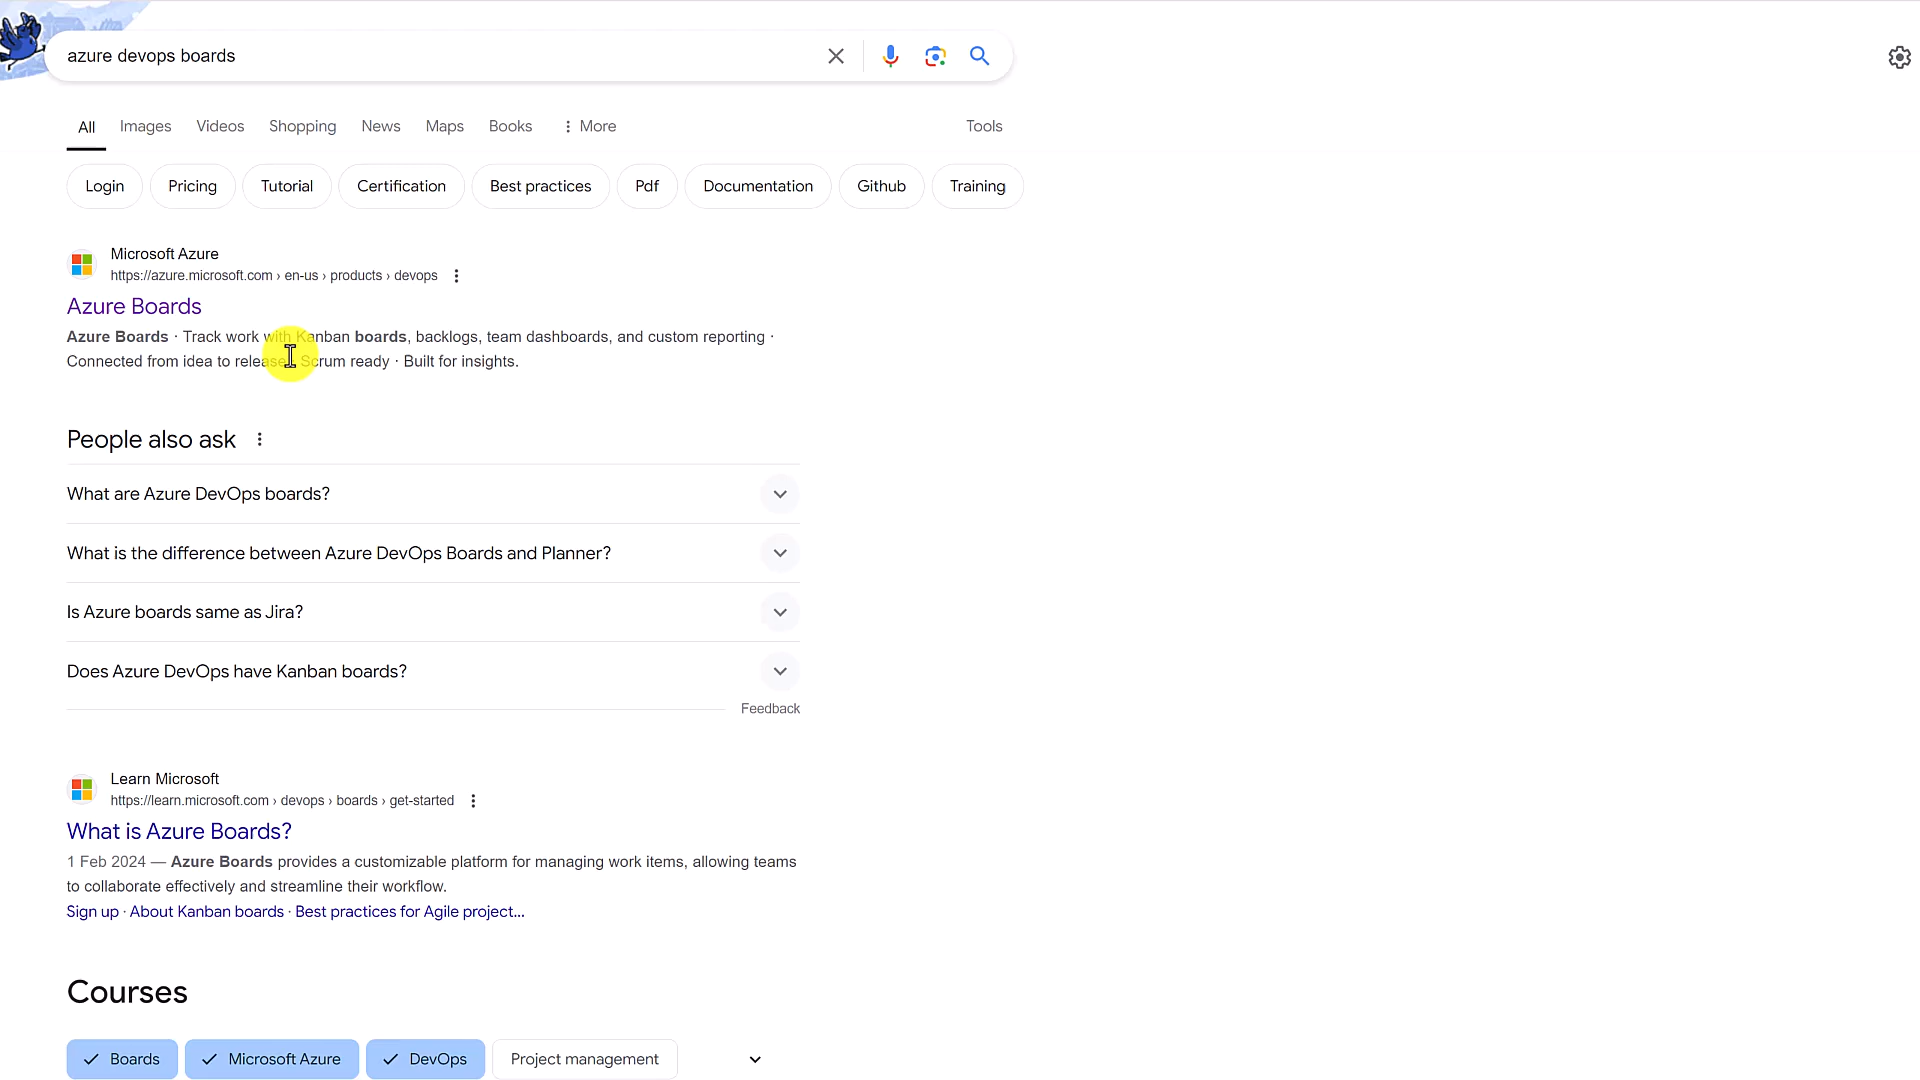 azure devops boards
All Images Videos Shopping News Maps Books More Tools
Login Pricing Tutorial Certification Best practices Pdf Documentation Github Training
Microsoft Azure
https://azure.microsoft.com › en-us › products › devops
Azure Boards
Azure Boards · Track work with Kanban boards, backlogs, team dashboards, and custom reporting ·
Connected from idea to release · Scrum ready · Built for insights.
People also ask
What are Azure DevOps boards?
What is the difference between Azure DevOps Boards and Planner?
Is Azure boards same as Jira?
Does Azure DevOps have Kanban boards?
Feedback
Learn Microsoft
https://learn.microsoft.com › devops › boards › get-started
What is Azure Boards?
1 Feb 2024 — Azure Boards provides a customizable platform for managing work items, allowing teams
to collaborate effectively and streamline their workflow.
Sign up · About Kanban boards · Best practices for Agile project...
Courses
Boards Microsoft Azure DevOps Project management